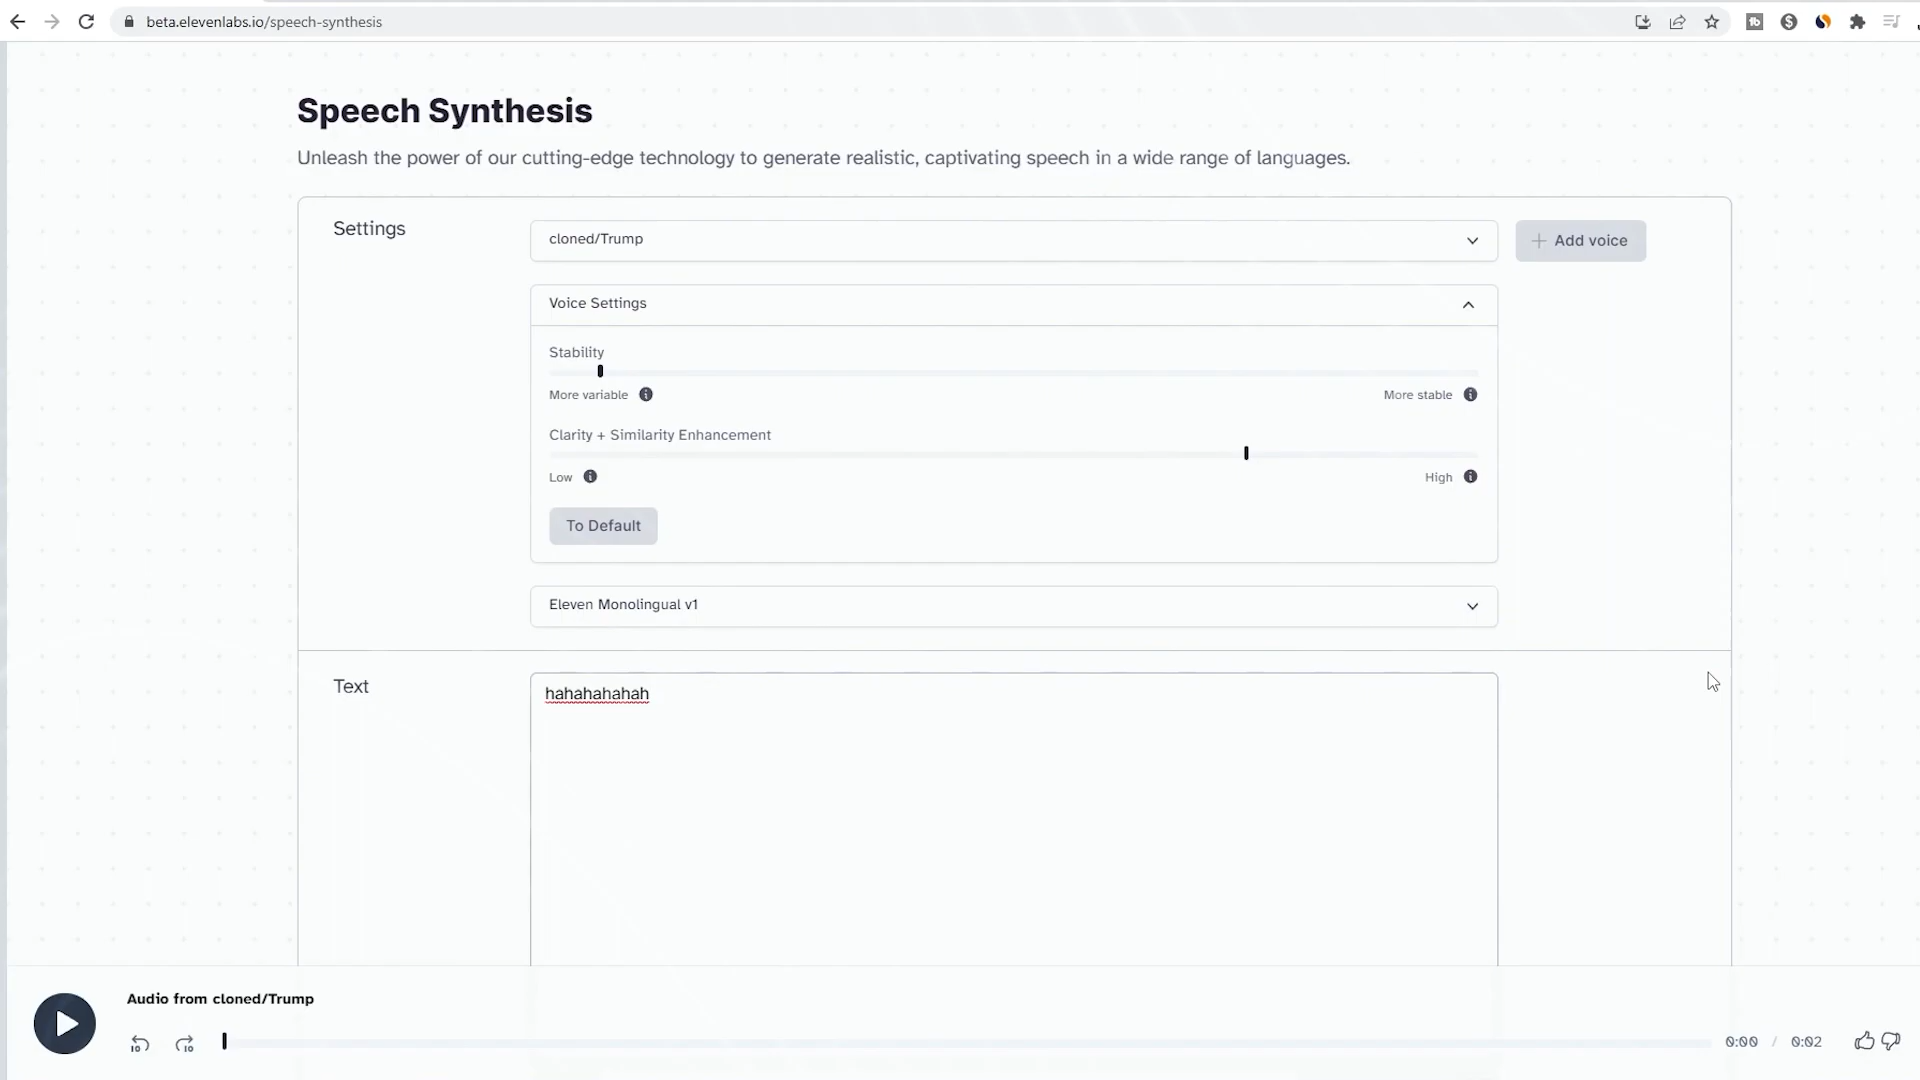 beta.elevenlabs.io/speech-synthesis
Speech Synthesis
Unleash the power of our cutting-edge technology to generate realistic, captivating speech in a wide range of languages.
Settings
cloned/Trump
+ Add voice
Voice Settings
Stability
More variable
More stable
Clarity + Similarity Enhancement
Low
High
To Default
Eleven Monolingual v1
Text
hahahahahah
Audio from cloned/Trump
10
10
0:00 / 0:02